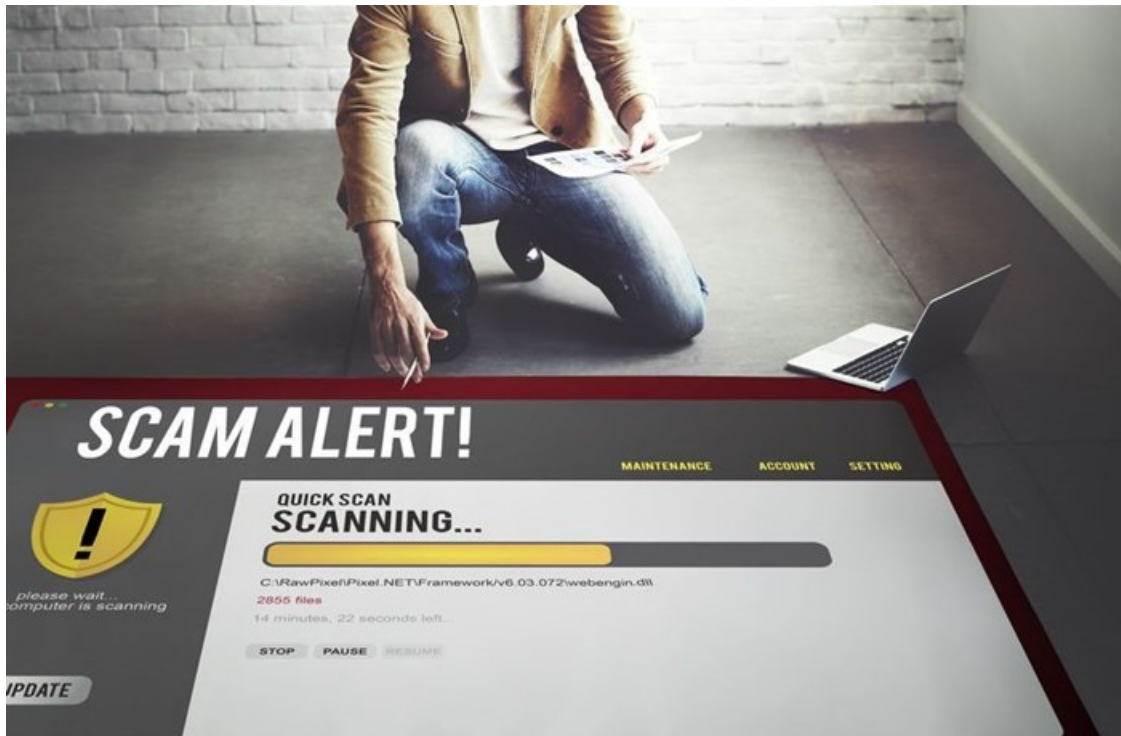 SCAM ALERT!
MAINTENANCE ACCOUNT SETTING
QUICK SCAN
SCANNING...
C:\RawPixel\Pixel.NET\Framework/v6.03.072\webengin.dll
2855 files
14 minutes, 22 seconds left...
STOP PAUSE RESUME
!
please wait...
computer is scanning
UPDATE